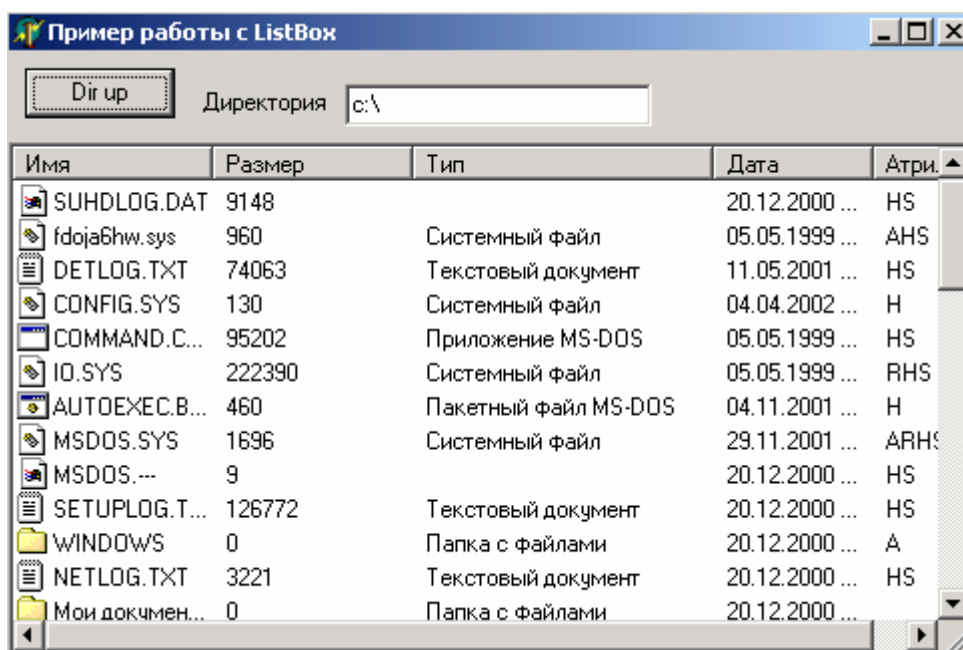 Пример работы с ListBox
Dir up Директория c:\
Имя Размер Тип Дата Атри.
SUHDLOG.DAT 9148 20.12.2000 ... HS
fdoja6hw.sys 960 Системный файл 05.05.1999 ... AHS
DETLOG.TXT 74063 Текстовый документ 11.05.2001 ... HS
CONFIG.SYS 130 Системный файл 04.04.2002 ... H
COMMAND.C... 95202 Приложение MS-DOS 05.05.1999 ... HS
IO.SYS 222390 Системный файл 05.05.1999 ... RHS
AUTOEXEC.B... 460 Пакетный файл MS-DOS 04.11.2001 ... H
MSDOS.SYS 1696 Системный файл 29.11.2001 ... ARHS
MSDOS.--- 9 20.12.2000 ... HS
SETUPLOG.T... 126772 Текстовый документ 20.12.2000 ... HS
WINDOWS 0 Папка с файлами 20.12.2000 ... A
NETLOG.TXT 3221 Текстовый документ 20.12.2000 ... HS
Мои докумен... 0 Папка с файлами 20.12.2000 ...